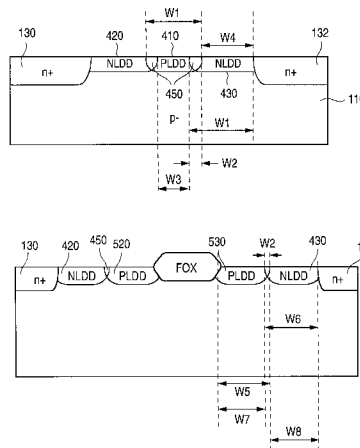 W1
130 420 410 W4 132
n+ NLDD PLDD NLDD n+
450 430
p-
W1
W2
W3
130 420 450 520 530 W2 430
n+ NLDD PLDD FOX PLDD NLDD n+
W6
W5
W7 W8